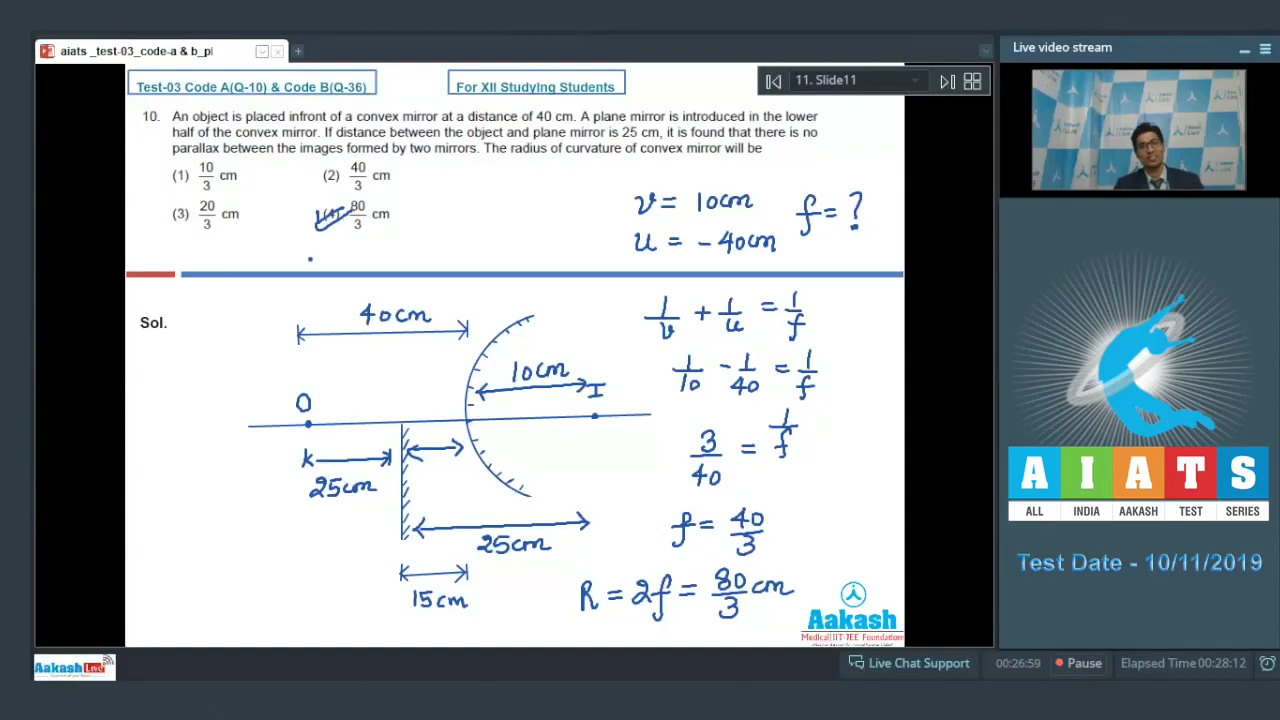 aiats _test-03_code-a & b_p
Live video stream
11. Slide11
Test-03 Code A(Q-10) & Code B(Q-36)
For XII Studying Students
10. An object is placed infront of a convex mirror at a distance of 40 cm. A plane mirror is introduced in the lower
half of the convex mirror. If distance between the object and plane mirror is 25 cm, it is found that there is no
parallax between the images formed by two mirrors. The radius of curvature of convex mirror will be
(1) 10/3 cm
(2) 40/3 cm
(3) 20/3 cm
(4) 80/3 cm
v = 10cm
u = -40cm
f = ?
Sol.
40cm
10cm
O
I
25cm
25cm
15cm
1/v + 1/u = 1/f
1/10 - 1/40 = 1/f
3/40 = 1/f
f = 40/3
R = 2f = 80/3 cm
Aakash
Medical|IIT-JEE|Foundations
AIATS
ALL INDIA AAKASH TEST SERIES
Test Date - 10/11/2019
Aakash Live
Live Chat Support
00:26:59
Pause
Elapsed Time 00:28:12